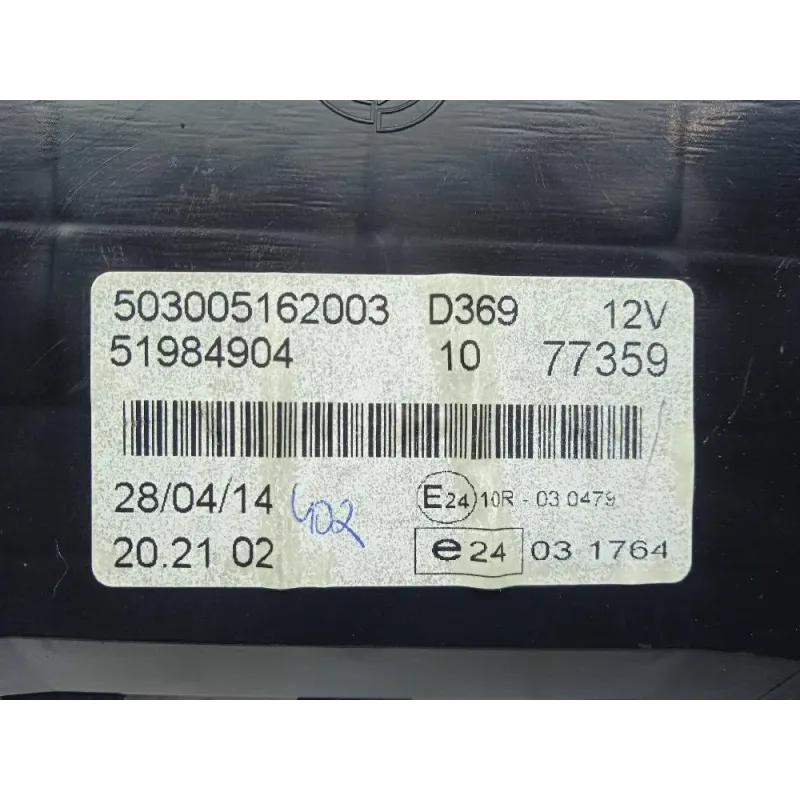 503005162003 D369 12V
51984904 10 77359
28/04/14 402 E24 10R - 03 0479
20.21 02 e24 03 1764